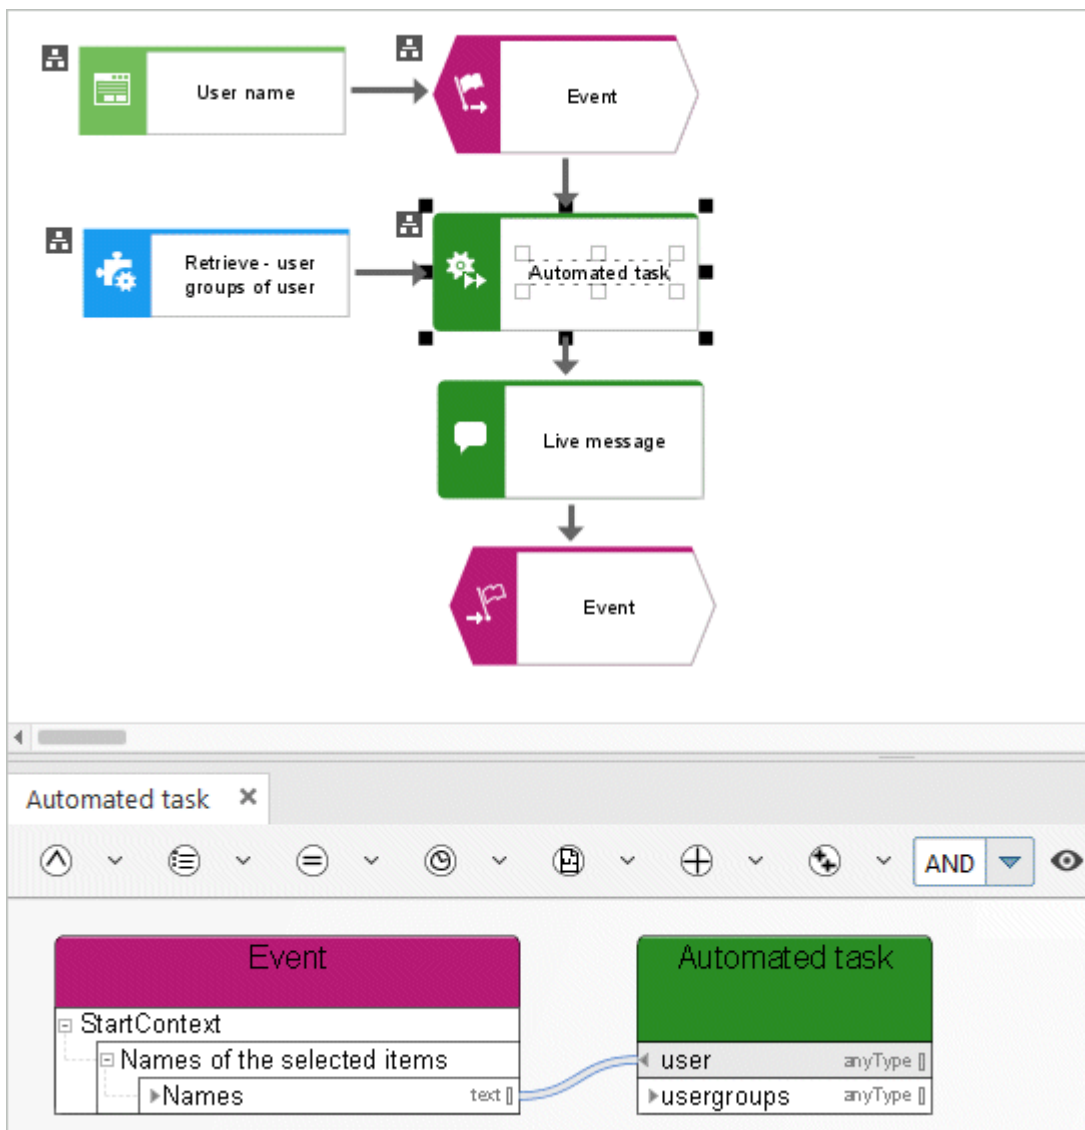 User name
Event
Retrieve - user
groups of user
Automated task
Live message
Event
Automated task
AND
Event
Automated task
StartContext
Names of the selected items
user anyType []
Names text []
usergroups anyType []